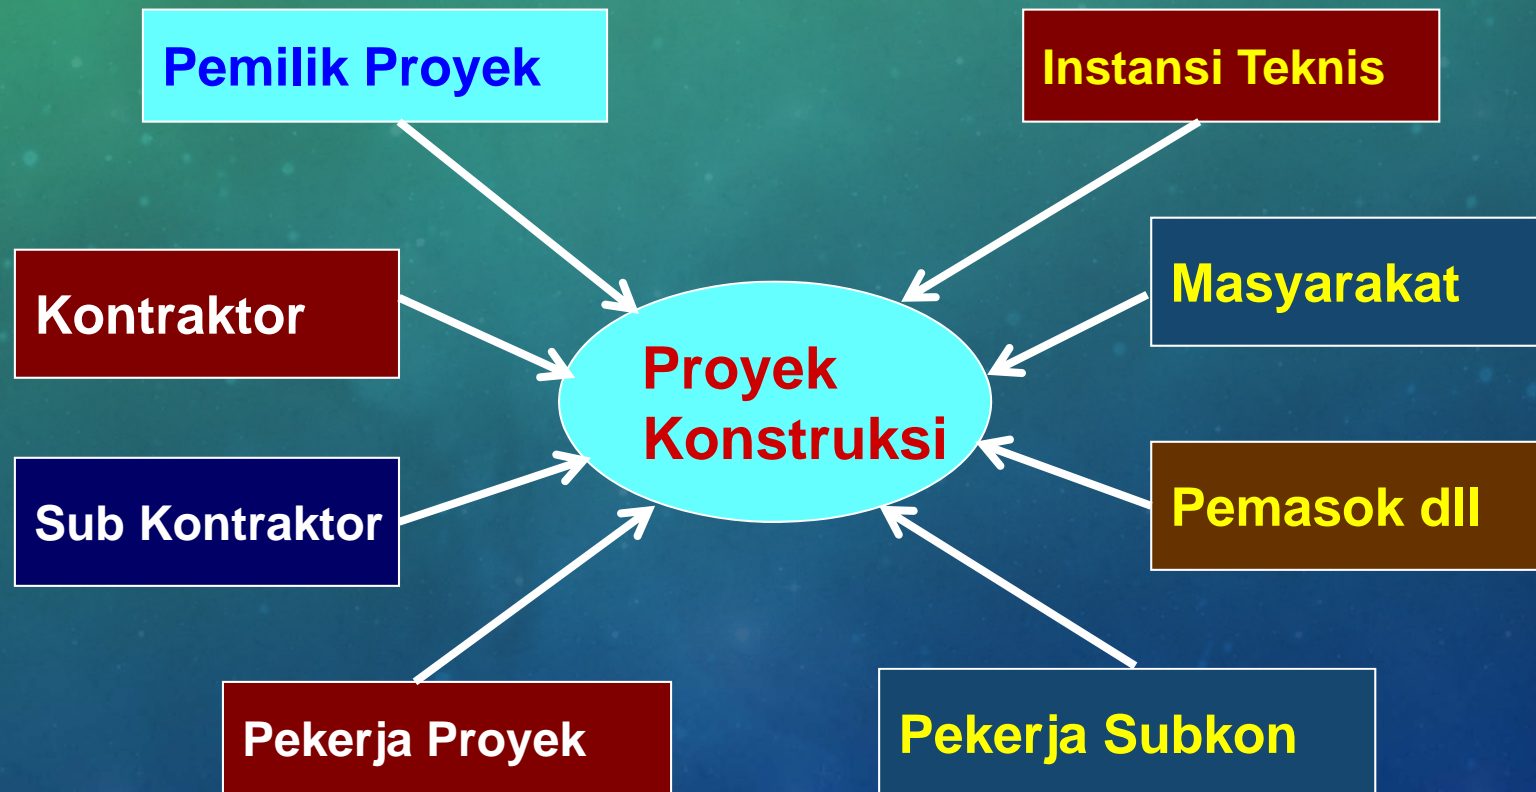 Pemilik Proyek
Instansi Teknis
Kontraktor
Masyarakat
Proyek
Konstruksi
Sub Kontraktor
Pemasok dll
Pekerja Proyek
Pekerja Subkon